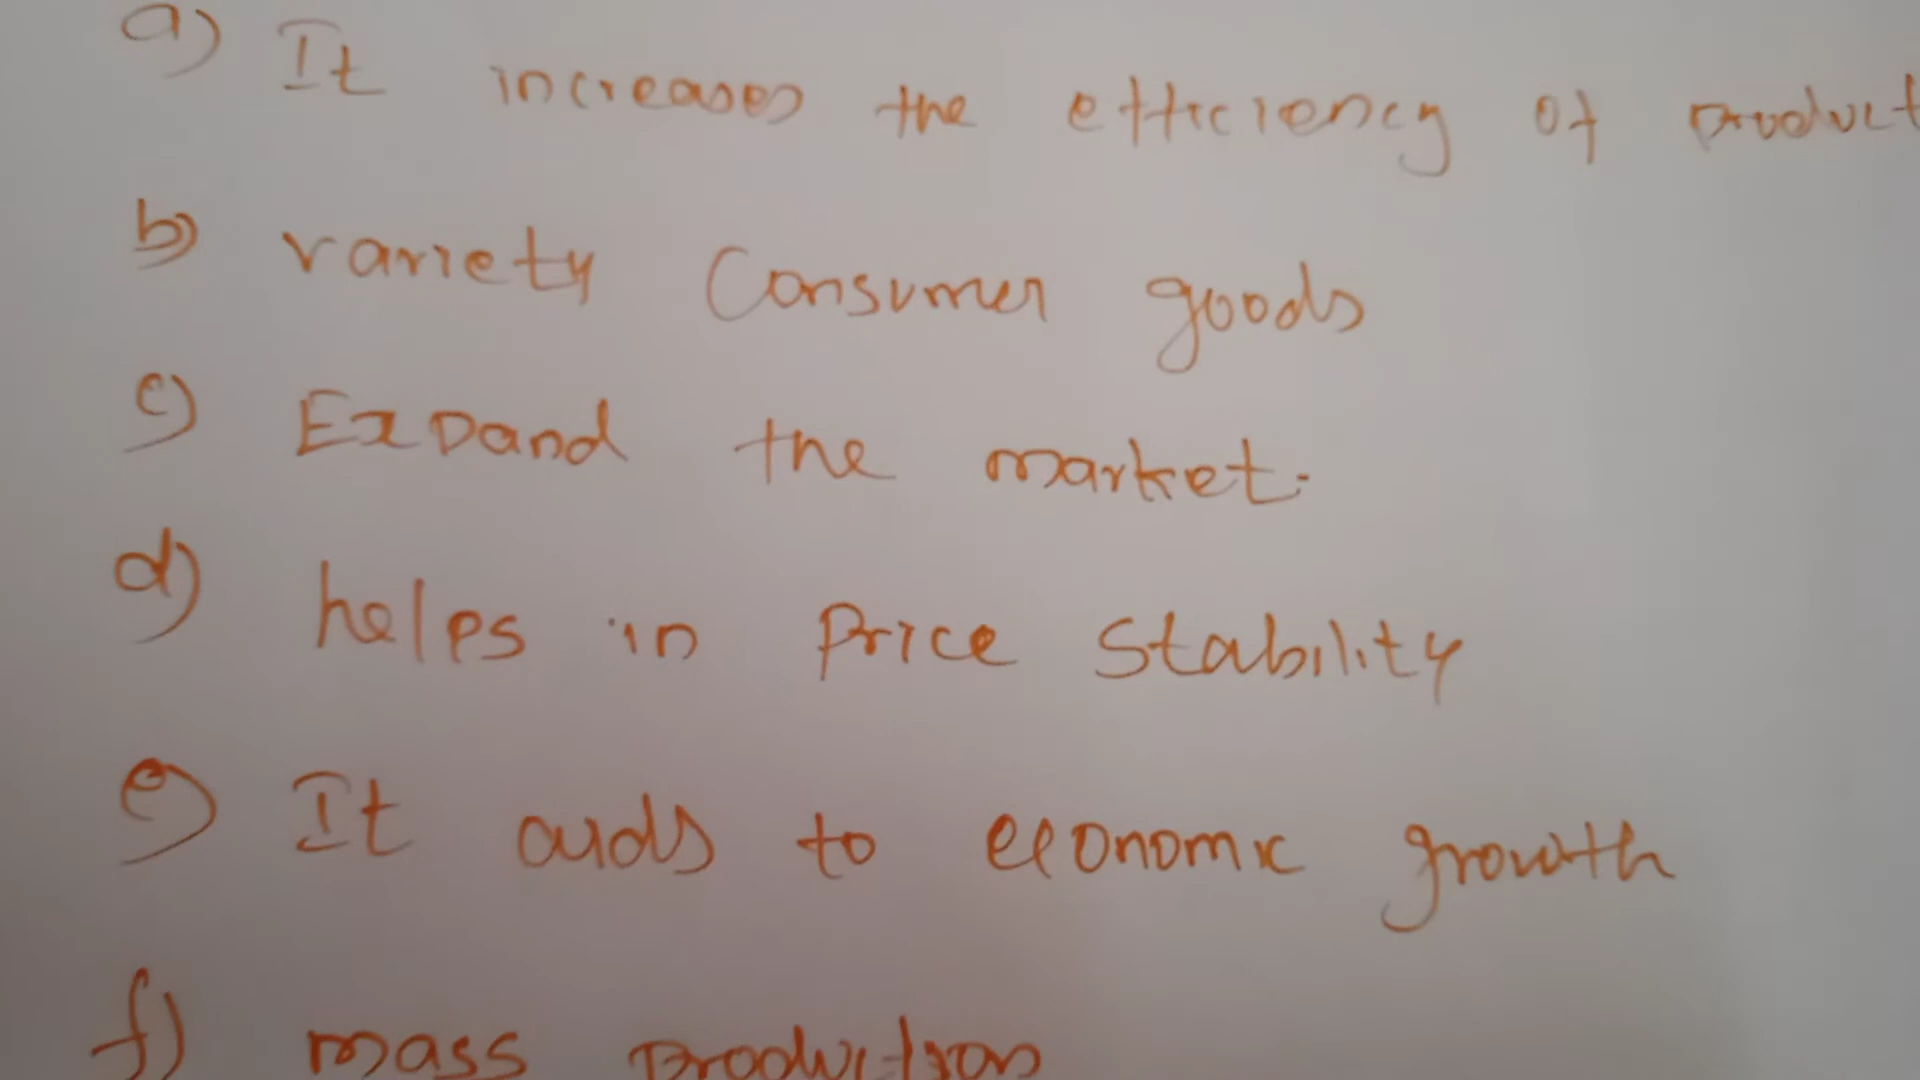 a) It increases the efficiency of product
b) variety Consumer goods
c) Expand the market.
d) helps in Price Stability
e) It aids to economic growth
f) mass production